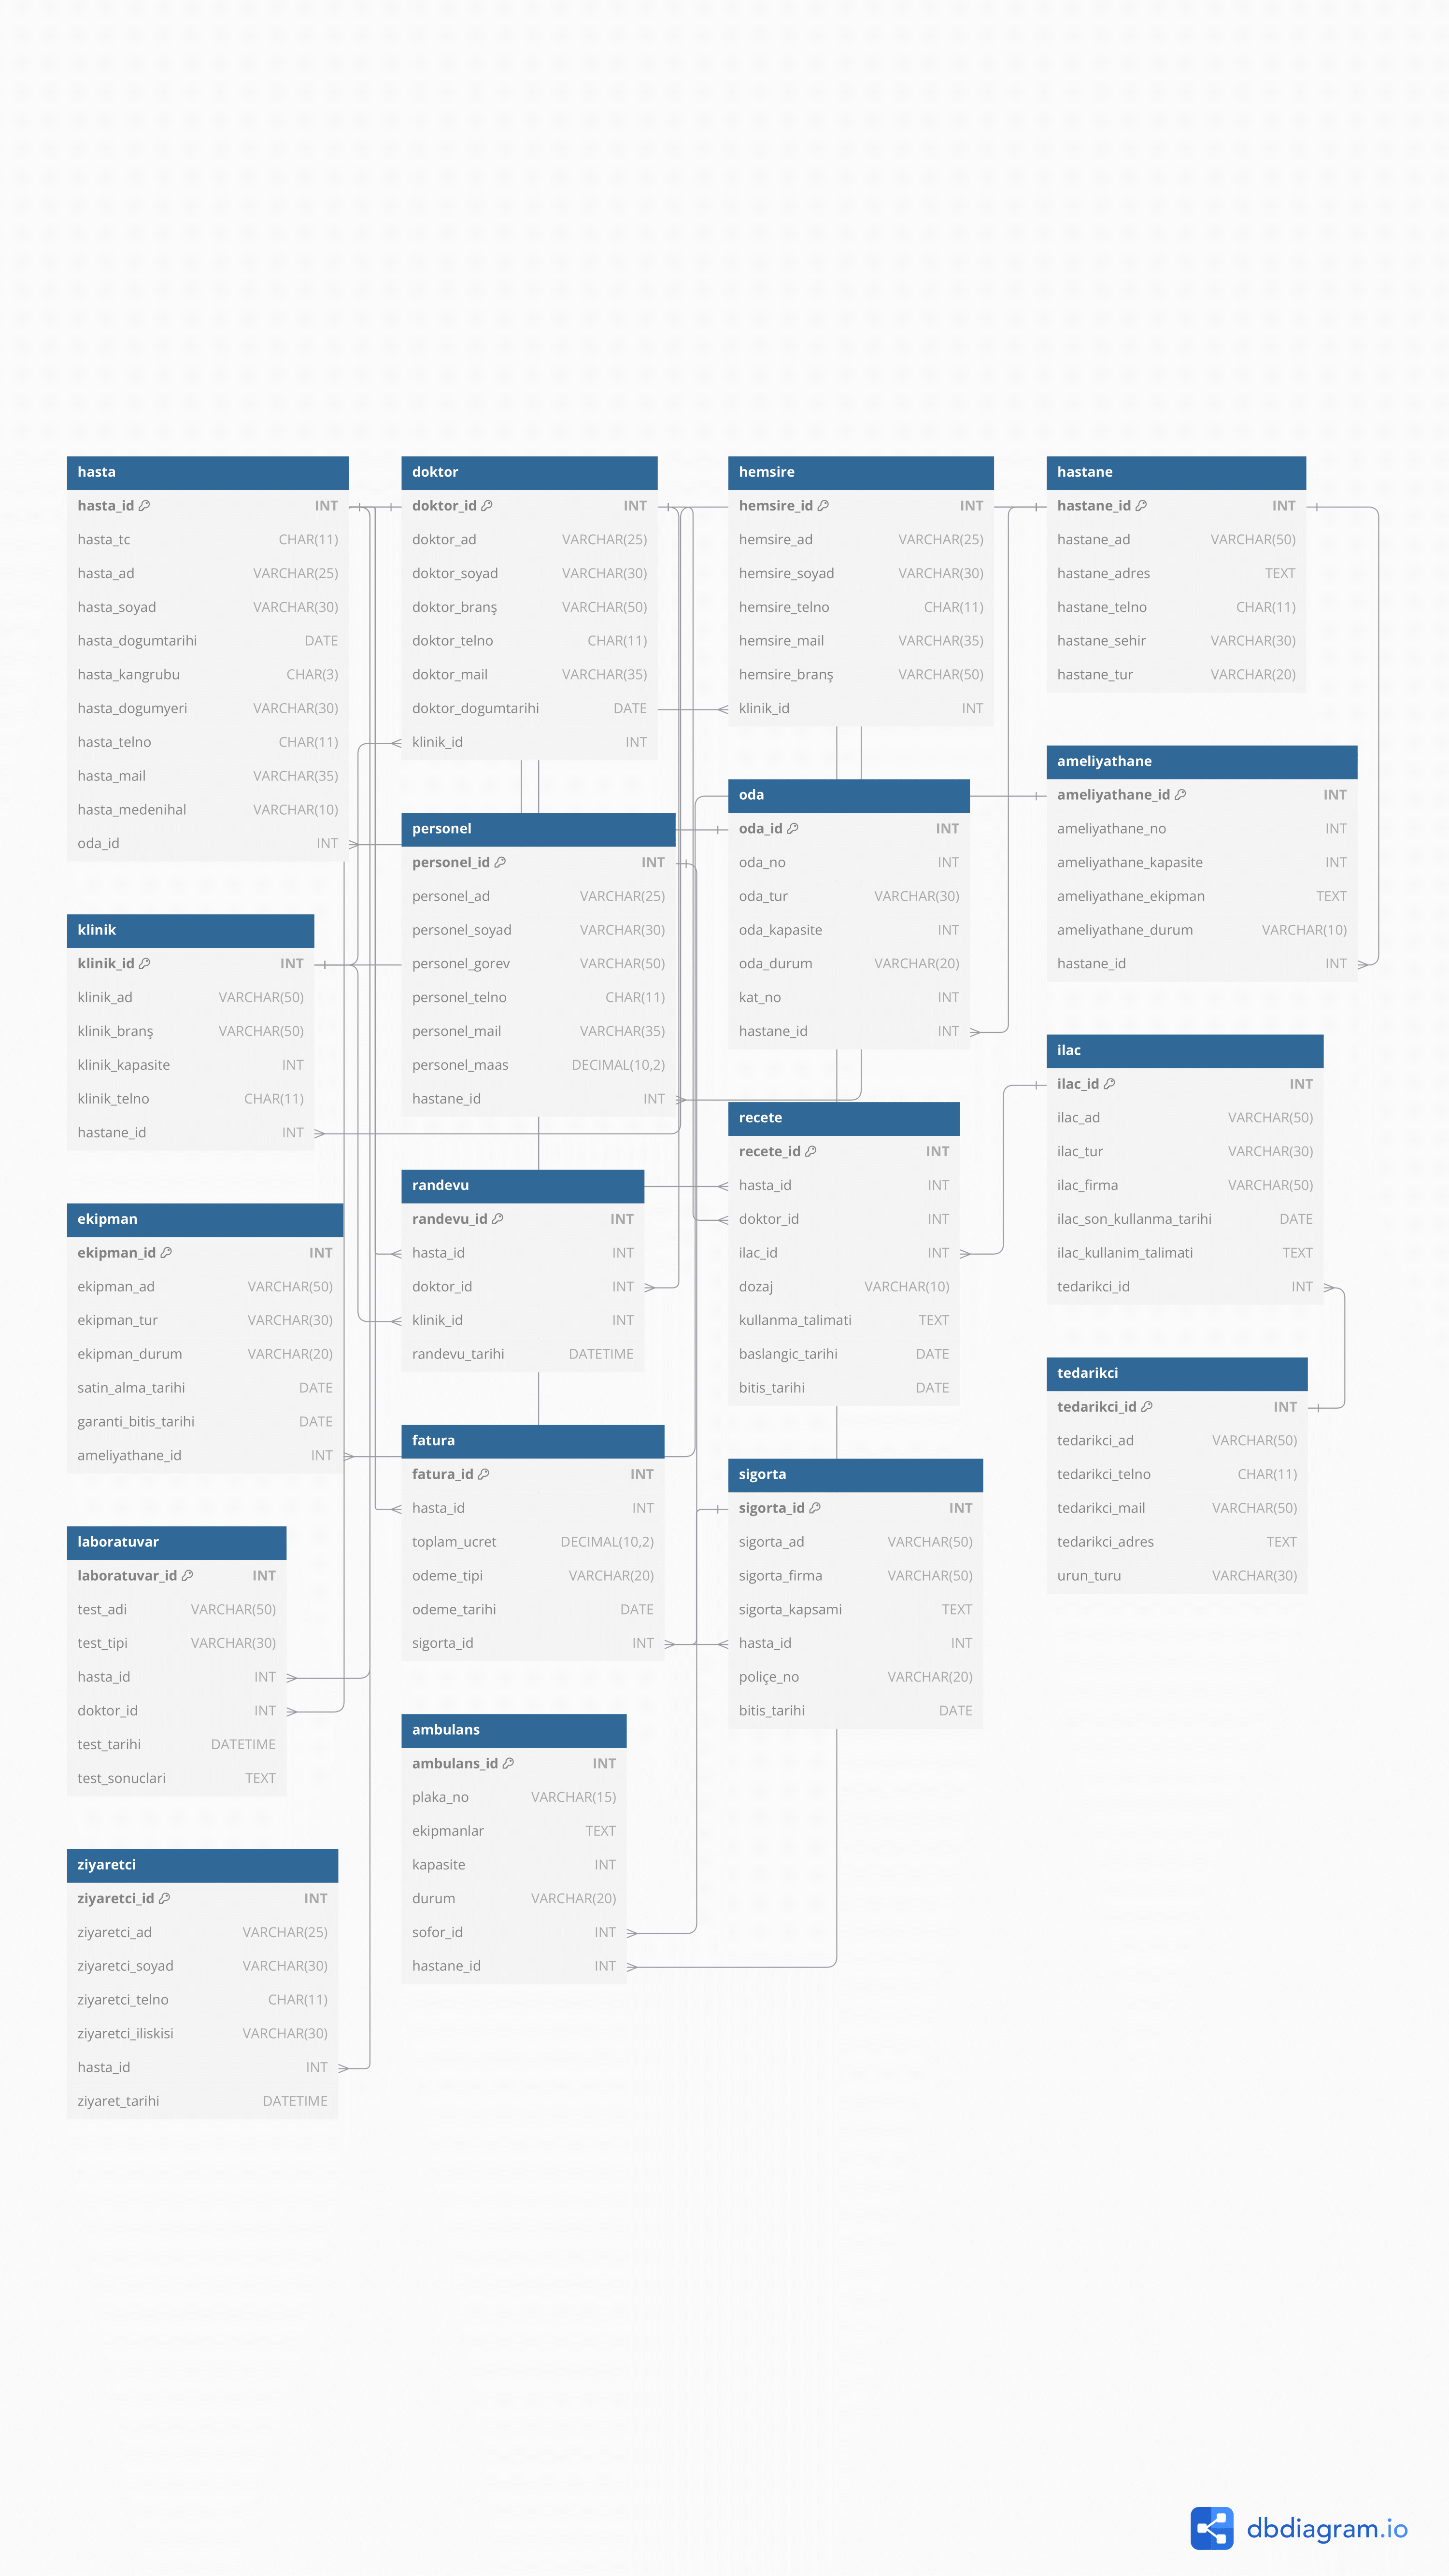 hasta
hasta_id INT
hasta_tc CHAR(11)
hasta_ad VARCHAR(25)
hasta_soyad VARCHAR(30)
hasta_dogumtarihi DATE
hasta_kangrubu CHAR(3)
hasta_dogumyeri VARCHAR(30)
hasta_telno CHAR(11)
hasta_mail VARCHAR(35)
hasta_medenihal VARCHAR(10)
oda_id INT
klinik
klinik_id INT
klinik_ad VARCHAR(50)
klinik_branş VARCHAR(50)
klinik_kapasite INT
klinik_telno CHAR(11)
hastane_id INT
ekipman
ekipman_id INT
ekipman_ad VARCHAR(50)
ekipman_tur VARCHAR(30)
ekipman_durum VARCHAR(20)
satin_alma_tarihi DATE
garanti_bitis_tarihi DATE
ameliyathane_id INT
laboratuvar
laboratuvar_id INT
test_adi VARCHAR(50)
test_tipi VARCHAR(30)
hasta_id INT
doktor_id INT
test_tarihi DATETIME
test_sonuclari TEXT
ziyaretci
ziyaretci_id INT
ziyaretci_ad VARCHAR(25)
ziyaretci_soyad VARCHAR(30)
ziyaretci_telno CHAR(11)
ziyaretci_iliskisi VARCHAR(30)
hasta_id INT
ziyaret_tarihi DATETIME
doktor
doktor_id INT
doktor_ad VARCHAR(25)
doktor_soyad VARCHAR(30)
doktor_branş VARCHAR(50)
doktor_telno CHAR(11)
doktor_mail VARCHAR(35)
doktor_dogumtarihi DATE
klinik_id INT
personel
personel_id INT
personel_ad VARCHAR(25)
personel_soyad VARCHAR(30)
personel_gorev VARCHAR(50)
personel_telno CHAR(11)
personel_mail VARCHAR(35)
personel_maas DECIMAL(10,2)
hastane_id INT
randevu
randevu_id INT
hasta_id INT
doktor_id INT
klinik_id INT
randevu_tarihi DATETIME
fatura
fatura_id INT
hasta_id INT
toplam_ucret DECIMAL(10,2)
odeme_tipi VARCHAR(20)
odeme_tarihi DATE
sigorta_id INT
ambulans
ambulans_id INT
plaka_no VARCHAR(15)
ekipmanlar TEXT
kapasite INT
durum VARCHAR(20)
sofor_id INT
hastane_id INT
hemsire
hemsire_id INT
hemsire_ad VARCHAR(25)
hemsire_soyad VARCHAR(30)
hemsire_telno CHAR(11)
hemsire_mail VARCHAR(35)
hemsire_branş VARCHAR(50)
klinik_id INT
oda
oda_id INT
oda_no INT
oda_tur VARCHAR(30)
oda_kapasite INT
oda_durum VARCHAR(20)
kat_no INT
hastane_id INT
recete
recete_id INT
hasta_id INT
doktor_id INT
ilac_id INT
dozaj VARCHAR(10)
kullanma_talimati TEXT
baslangic_tarihi DATE
bitis_tarihi DATE
sigorta
sigorta_id INT
sigorta_ad VARCHAR(50)
sigorta_firma VARCHAR(50)
sigorta_kapsami TEXT
hasta_id INT
poliçe_no VARCHAR(20)
bitis_tarihi DATE
hastane
hastane_id INT
hastane_ad VARCHAR(50)
hastane_adres TEXT
hastane_telno CHAR(11)
hastane_sehir VARCHAR(30)
hastane_tur VARCHAR(20)
ameliyathane
ameliyathane_id INT
ameliyathane_no INT
ameliyathane_kapasite INT
ameliyathane_ekipman TEXT
ameliyathane_durum VARCHAR(10)
hastane_id INT
ilac
ilac_id INT
ilac_ad VARCHAR(50)
ilac_tur VARCHAR(30)
ilac_firma VARCHAR(50)
ilac_son_kullanma_tarihi DATE
ilac_kullanim_talimati TEXT
tedarikci_id INT
tedarikci
tedarikci_id INT
tedarikci_ad VARCHAR(50)
tedarikci_telno CHAR(11)
tedarikci_mail VARCHAR(50)
tedarikci_adres TEXT
urun_turu VARCHAR(30)
dbdiagram.io